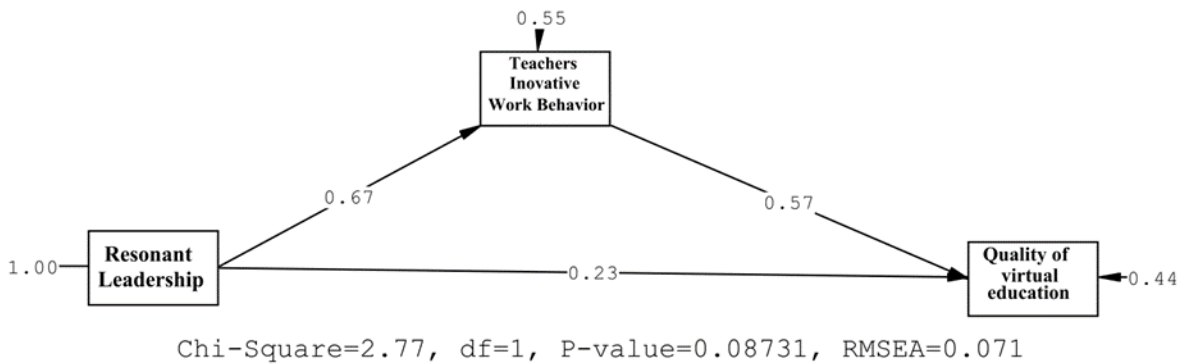 0.55
Teachers
Inovative
Work Behavior
0.67
0.57
Resonant
Leadership
1.00
0.23
Quality of
virtual
education
0.44
Chi-Square=2.77, df=1, P-value=0.08731, RMSEA=0.071